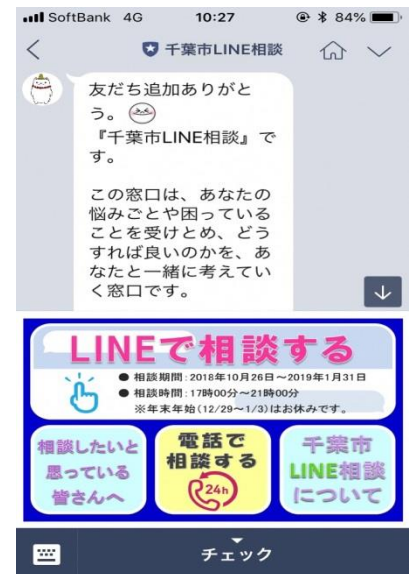 SoftBank 4G 10:27 84%
千葉市LINE相談
友だち追加ありがと
う。
『千葉市LINE相談』で
す。
この窓口は、あなたの
悩みごとや困っている
ことを受けとめ、どう
すれば良いのかを、あ
なたと一緒に考えてい
く窓口です。
LINEで相談する
● 相談期間:2018年10月26日~2019年1月31日
● 相談時間:17時00分~21時00分
※年末年始(12/29~1/3)はお休みです。
相談したいと
思っている
皆さんへ
電話で
相談する
24h
千葉市
LINE相談
について
チェック